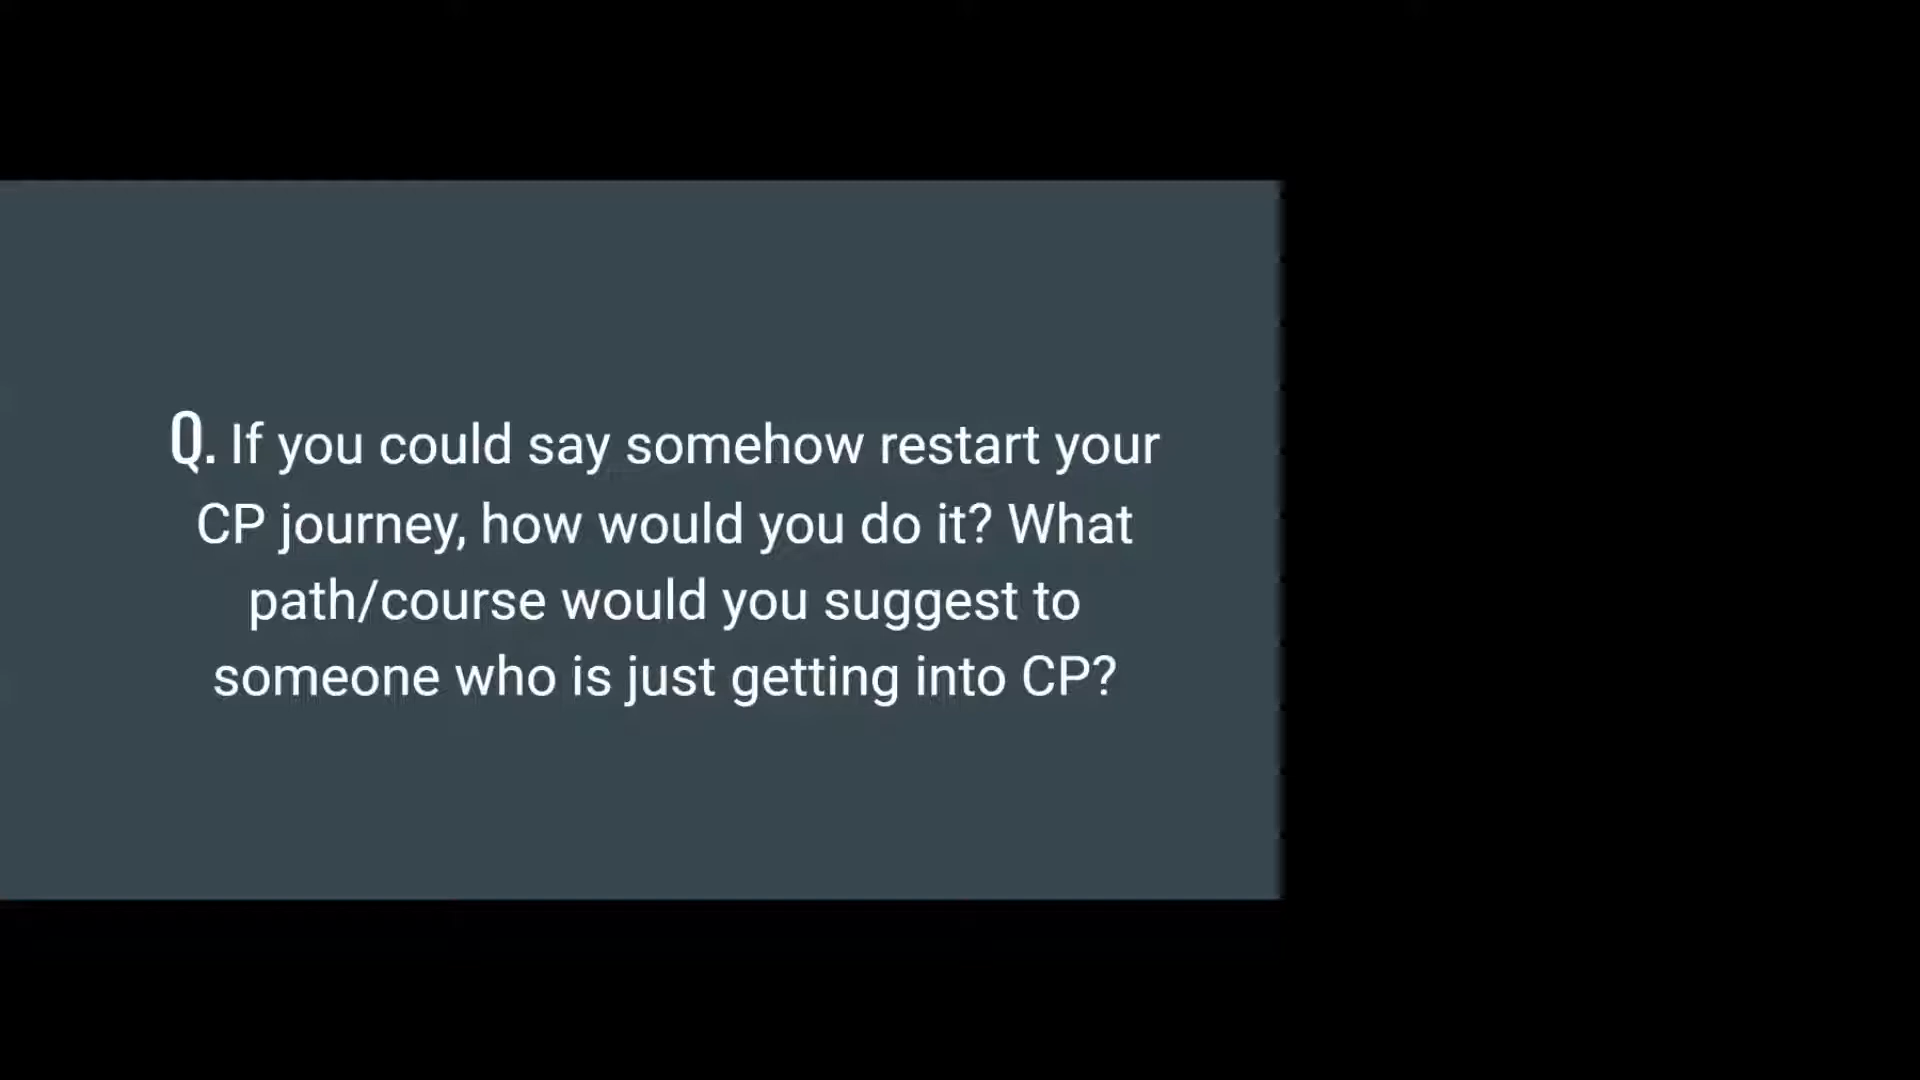 Q. If you could say somehow restart your
CP journey, how would you do it? What
path/course would you suggest to
someone who is just getting into CP?